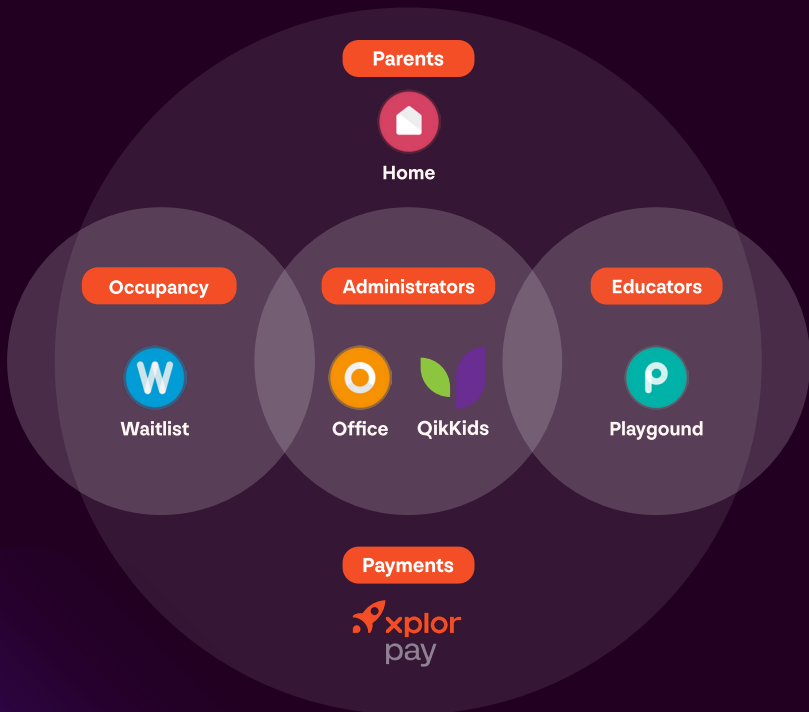 Parents
Home
Occupancy
Administrators
Educators
W
O
p
Waitlist
Office
QikKids
Playgound
Payments
xplor
pay